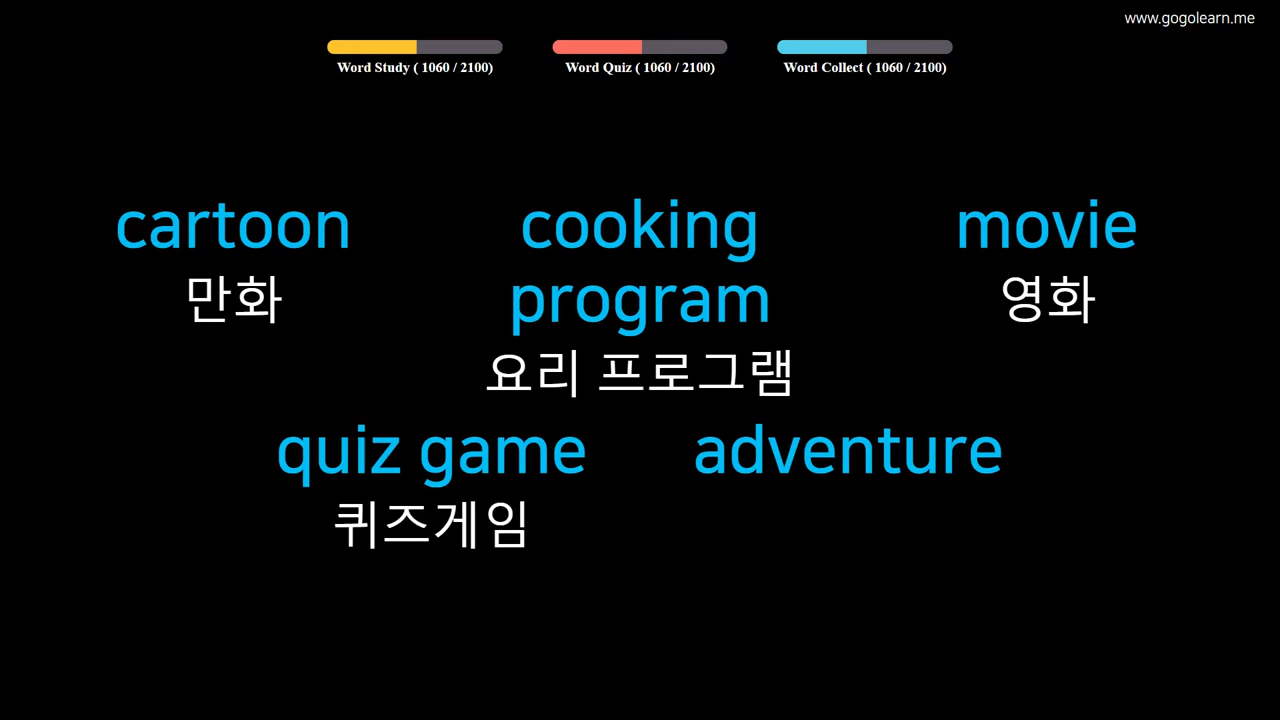 www.gogolearn.me
Word Study ( 1060 / 2100)
Word Quiz ( 1060 / 2100)
Word Collect ( 1060 / 2100)
cartoon
만화
cooking
program
요리 프로그램
movie
영화
quiz game
퀴즈게임
adventure